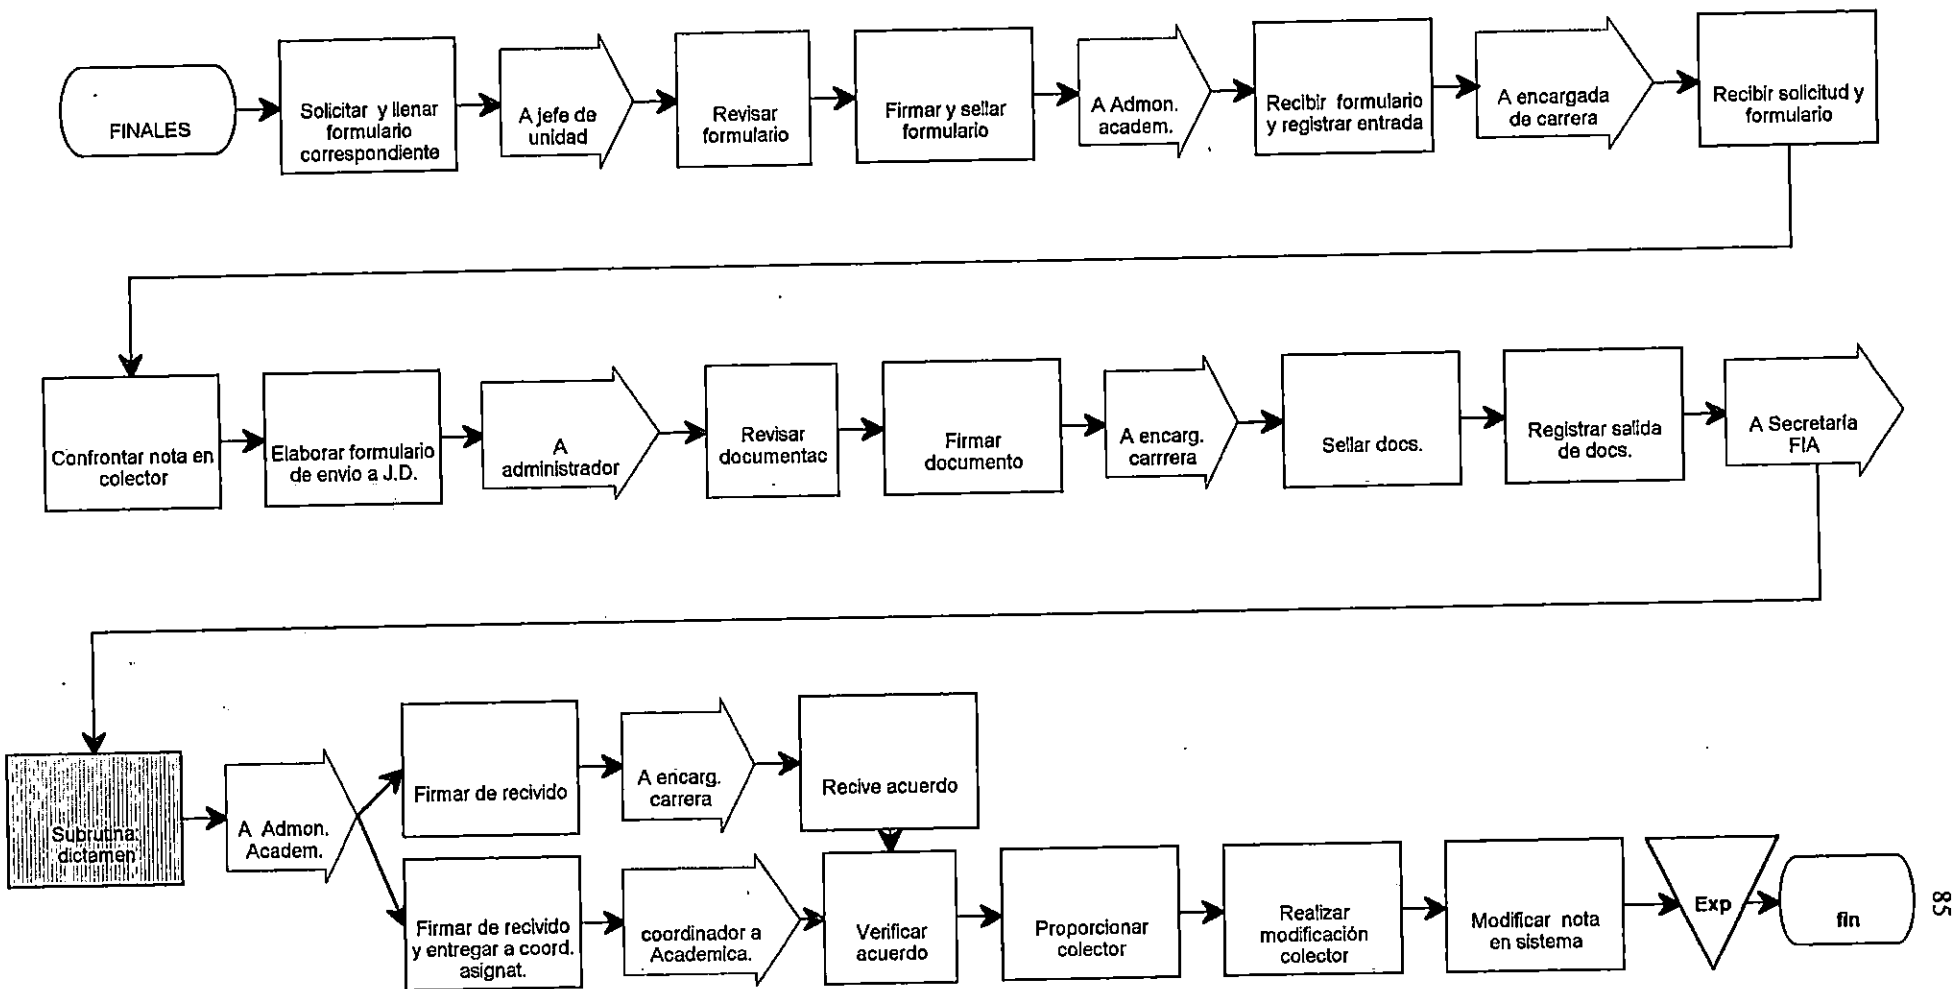 FINALES
Solicitar y llenar
formulario
correspondiente
A jefe de
unidad
Revisar
formulario
Firmar y sellar
formulario
A Admon.
academ.
Recibir formulario
y registrar entrada
A encargada
de carrera
Recibir solicitud y
formulario
Confrontar nota en
colector
Elaborar formulario
de envio a J.D.
A
administrador
Revisar
documentac
Firmar
documento
A encarg.
carrrera
Sellar docs.
Registrar salida
de docs.
A Secretaría
FIA
Subrutina:
dictamen
A Admon.
Academ.
Firmar de recivido
A encarg.
carrera
Recive acuerdo
Firmar de recivido
y entregar a coord.
asignat.
coordinador a
Academica.
Verificar
acuerdo
Proporcionar
colector
Realizar
modificación
colector
Modificar nota
en sistema
Exp
fin
85